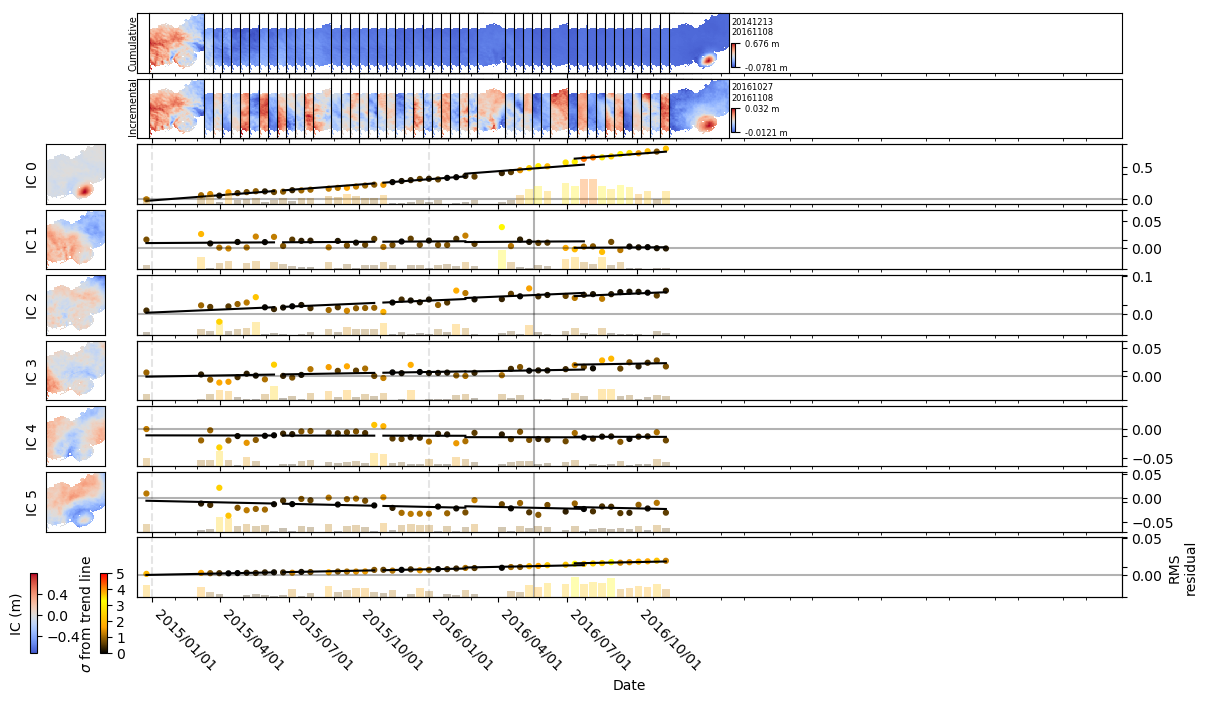 Cumulative
20141213
20161108
0.676 m
-0.0781 m
Incremental
20161027
20161108
0.032 m
-0.0121 m
IC 0
0.5
0.0
IC 1
0.05
0.00
IC 2
0.1
0.0
IC 3
0.05
0.00
IC 4
0.00
−0.05
IC 5
0.05
0.00
−0.05
0.05
0.00
RMS
residual
IC (m)
0.4
0.0
−0.4
σ from trend line
5
4
3
2
1
0
2015/01/01
2015/04/01
2015/07/01
2015/10/01
2016/01/01
2016/04/01
2016/07/01
2016/10/01
Date